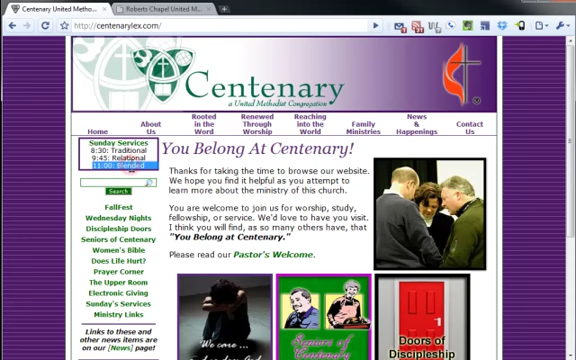 Centenary United Metho...
Roberts Chapel United M...
http://centenarylex.com/
Centenary
a United Methodist Congregation
Home
About
Us
Rooted
in the
Word
Renewed
Through
Worship
Reaching
into the
World
Family
Ministries
News
&
Happenings
Contact
Us
Sunday Services
8:30: Traditional
9:45: Relational
11:00: Blended
Search
FallFest
Wednesday Nights
Discipleship Doors
Seniors of Centenary
Women's Bible
Does Life Hurt?
Prayer Corner
The Upper Room
Electronic Giving
Sunday's Services
Ministry Links
Links to these and
other news items are
on our [News] page!
You Belong At Centenary!
Thanks for taking the time to browse our website.
We hope you find it helpful as you attempt to
learn more about the ministry of this church.
You are welcome to join us for worship, study,
fellowship, or service. We'd love to have you visit.
I think you will find, as so many others have, that
"You Belong at Centenary."
Please read our Pastor's Welcome.
We care...
Seniors of
Centenary
Doors of
Discipleship